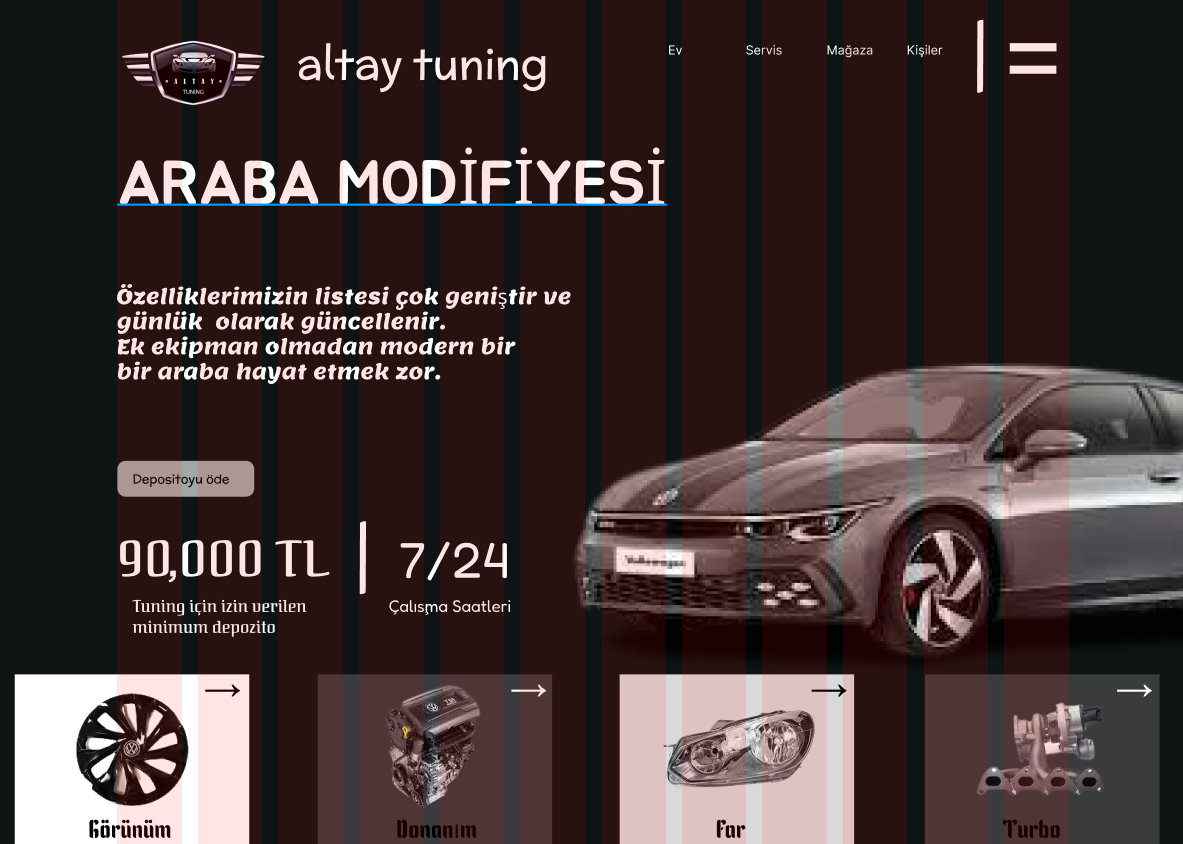 ALTAY
TUNING
altay tuning
Ev
Servis
Mağaza
Kişiler
ARABA MODİFİYESİ
Özelliklerimizin listesi çok geniştir ve
günlük  olarak güncellenir.
Ek ekipman olmadan modern bir
bir araba hayat etmek zor.
Depositoyu öde
90,000 TL
7/24
Tuning için izin verilen
minimum depozito
Çalısma Saatleri
Volkswagen
Görünüm
Donanım
Far
Turbo